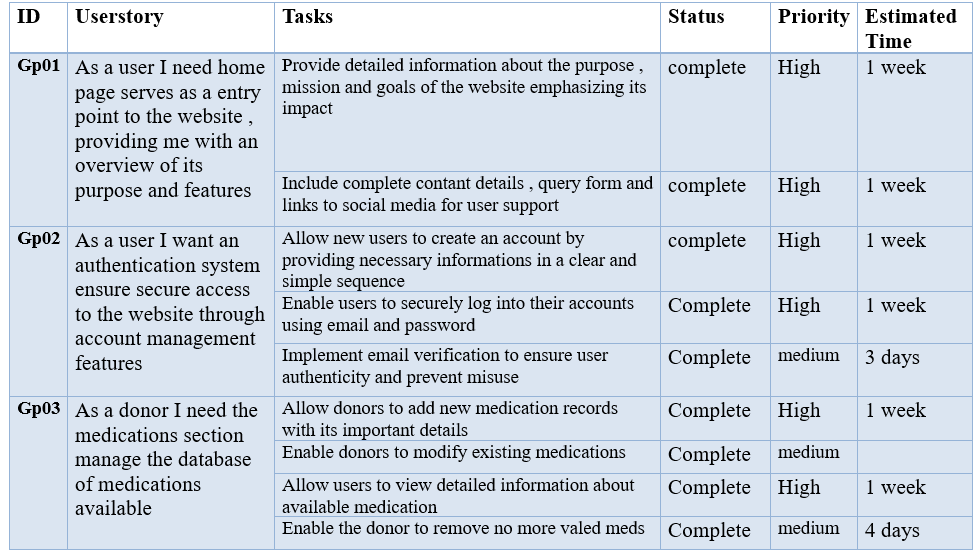 ID Userstory Tasks Status Priority Estimated
Time
Gp01 As a user I need home
page serves as a entry
point to the website ,
providing me with an
overview of its
purpose and features
Provide detailed information about the purpose ,
mission and goals of the website emphasizing its
impact
complete High 1 week
Include complete contant details , query form and
links to social media for user support
complete High 1 week
Gp02 As a user I want an
authentication system
ensure secure access
to the website through
account management
features
Allow new users to create an account by
providing necessary informations in a clear and
simple sequence
complete High 1 week
Enable users to securely log into their accounts
using email and password
Complete High 1 week
Implement email verification to ensure user
authenticity and prevent misuse
Complete medium 3 days
Gp03 As a donor I need the
medications section
manage the database
of medications
available
Allow donors to add new medication records
with its important details
Complete High 1 week
Enable donors to modify existing medications
Complete medium
Allow users to view detailed information about
available medication
Complete High 1 week
Enable the donor to remove no more valed meds
Complete medium 4 days